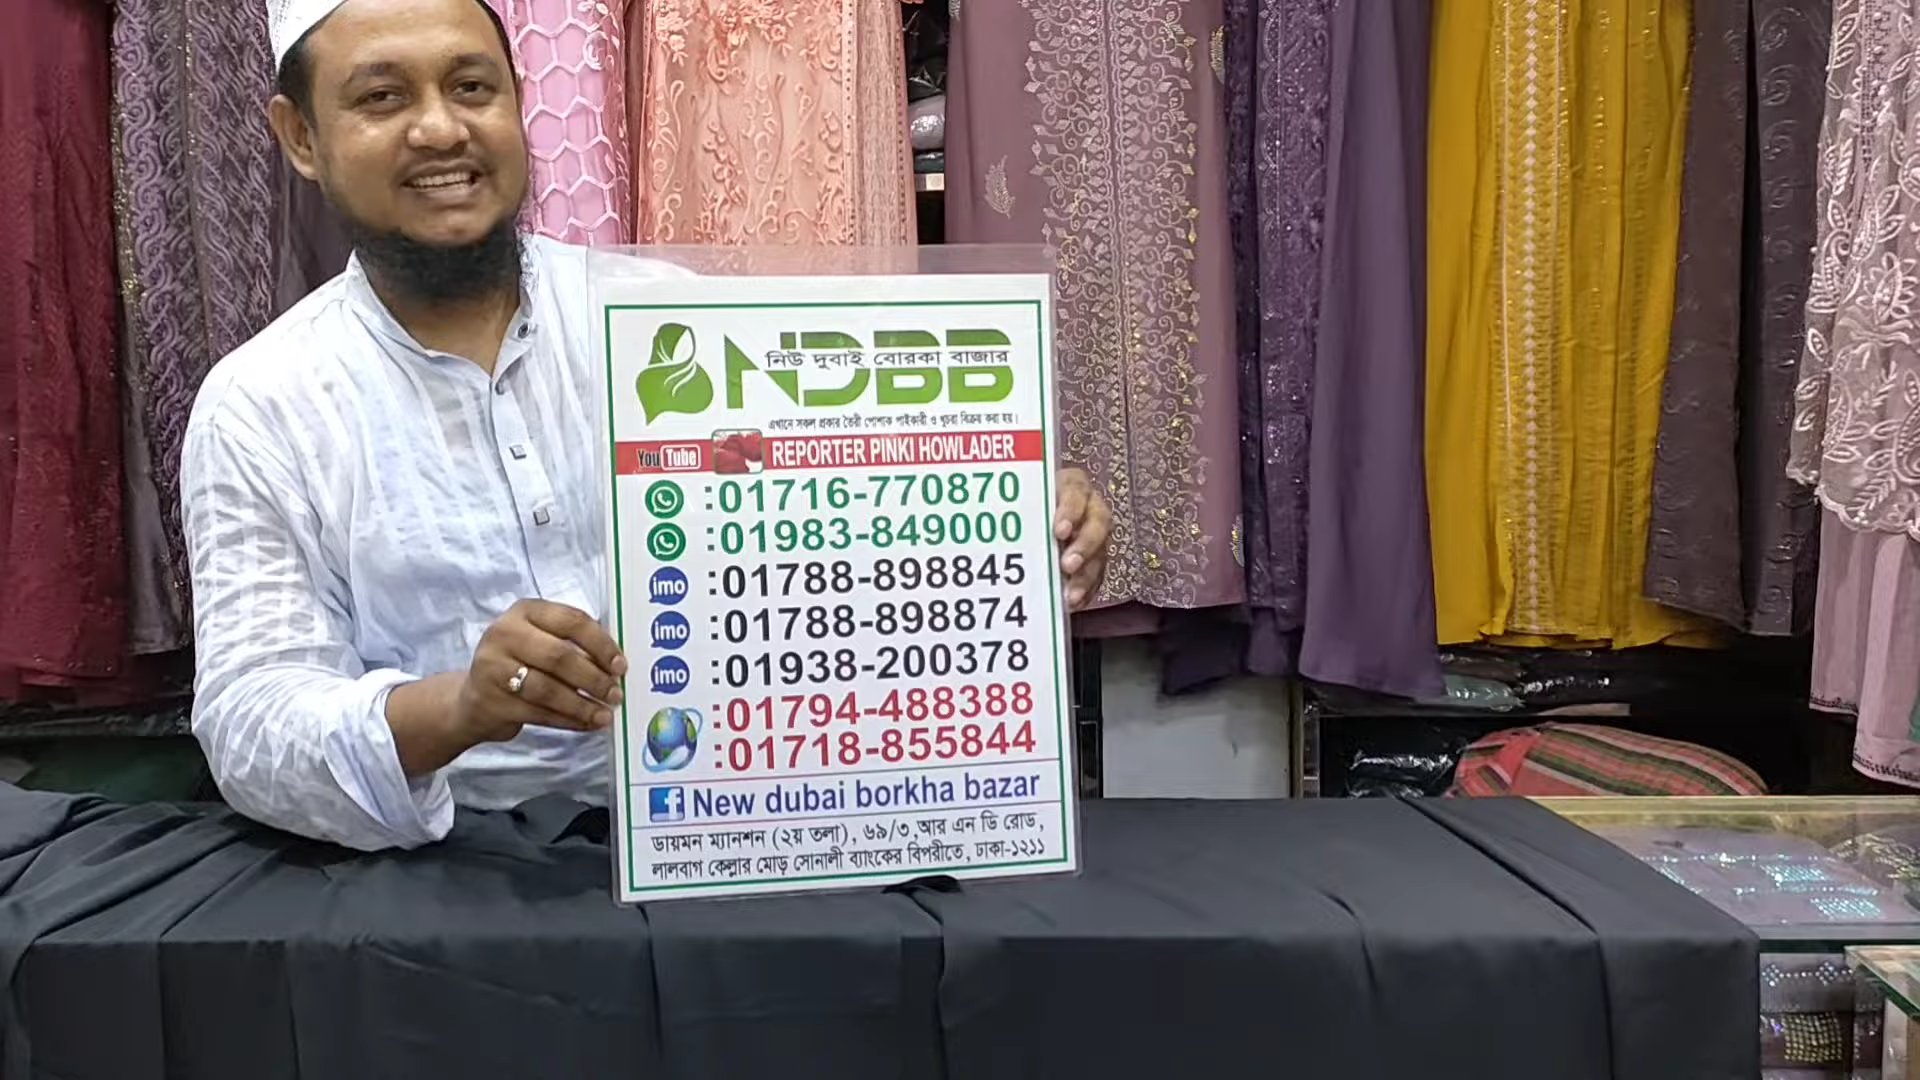 NDBB
নিউ দুবাই বোরকা বাজার
এখানে সকল প্রকার তৈরী পোশাক পাইকারী ও খুচরা বিক্রয় করা হয়।
You Tube REPORTER PINKI HOWLADER
:01716-770870
:01983-849000
imo :01788-898845
imo :01788-898874
imo :01938-200378
:01794-488388
:01718-855844
f New dubai borkha bazar
ডায়মন ম্যানশন (২য় তলা), ৬৯/৩,আর এন ডি রোড,
লালবাগ কেল্লার মোড় সোনালী ব্যাংকের বিপরীতে, ঢাকা-১২১১